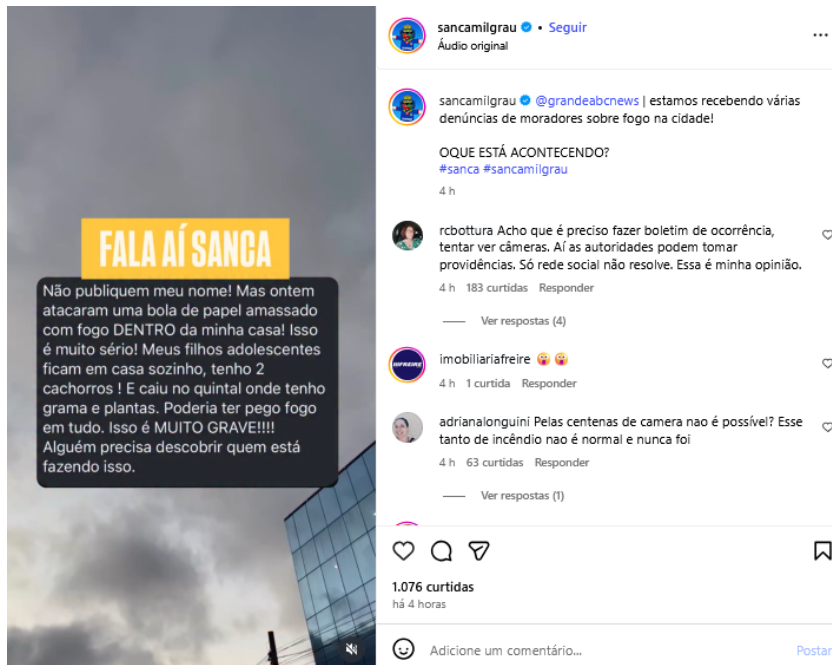 FALA AÍ SANCA
Não publiquem meu nome! Mas ontem
atacaram uma bola de papel amassado
com fogo DENTRO da minha casa! Isso
é muito sério! Meus filhos adolescentes
ficam em casa sozinho, tenho 2
cachorros ! E caiu no quintal onde tenho
grama e plantas. Poderia ter pego fogo
em tudo. Isso é MUITO GRAVE!!!!
Alguém precisa descobrir quem está
fazendo isso.
sancamilgrau • Seguir
Áudio original
sancamilgrau @grandeabcnews | estamos recebendo várias
denúncias de moradores sobre fogo na cidade!
OQUE ESTÁ ACONTECENDO?
#sanca #sancamilgrau
4 h
rcbottura Acho que é preciso fazer boletim de ocorrência,
tentar ver câmeras. Aí as autoridades podem tomar
providências. Só rede social não resolve. Essa é minha opinião.
4 h 183 curtidas Responder
Ver respostas (4)
imobiliariafreire 😱 😱
4 h 1 curtida Responder
adrianalonguini Pelas centenas de camera nao é possível? Esse
tanto de incêndio nao é normal e nunca foi
4 h 63 curtidas Responder
Ver respostas (1)
1.076 curtidas
há 4 horas
Adicione um comentário...
Postar